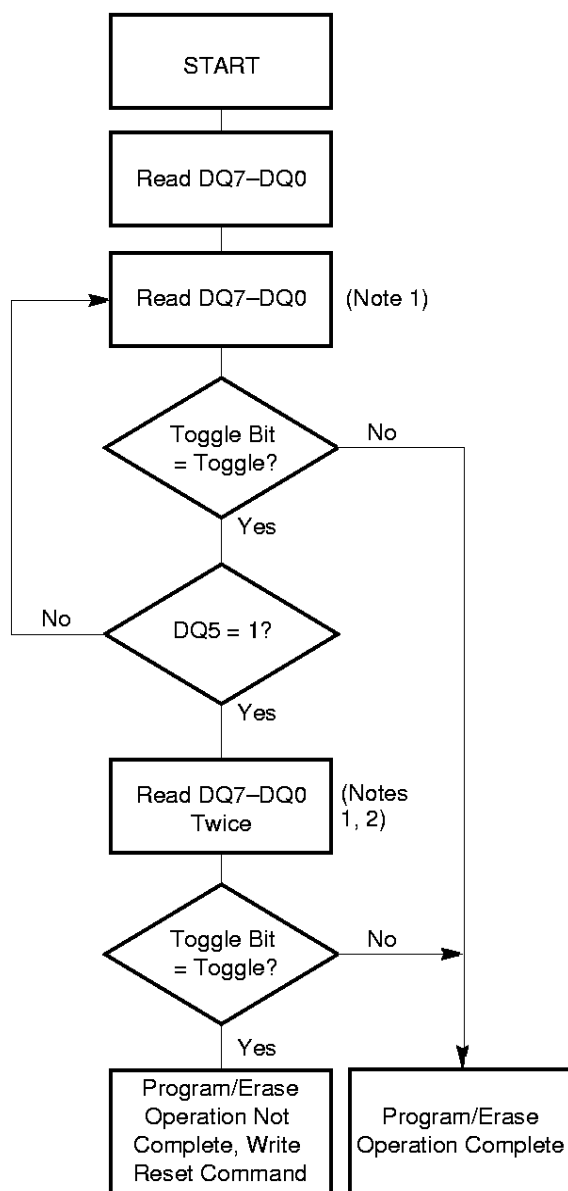 START
Read DQ7–DQ0
Read DQ7–DQ0
(Note 1)
Toggle Bit
= Toggle?
No
Yes
DQ5 = 1?
No
Yes
Read DQ7–DQ0
Twice
(Notes
1, 2)
Toggle Bit
= Toggle?
No
Yes
Program/Erase
Operation Not
Complete, Write
Reset Command
Program/Erase
Operation Complete